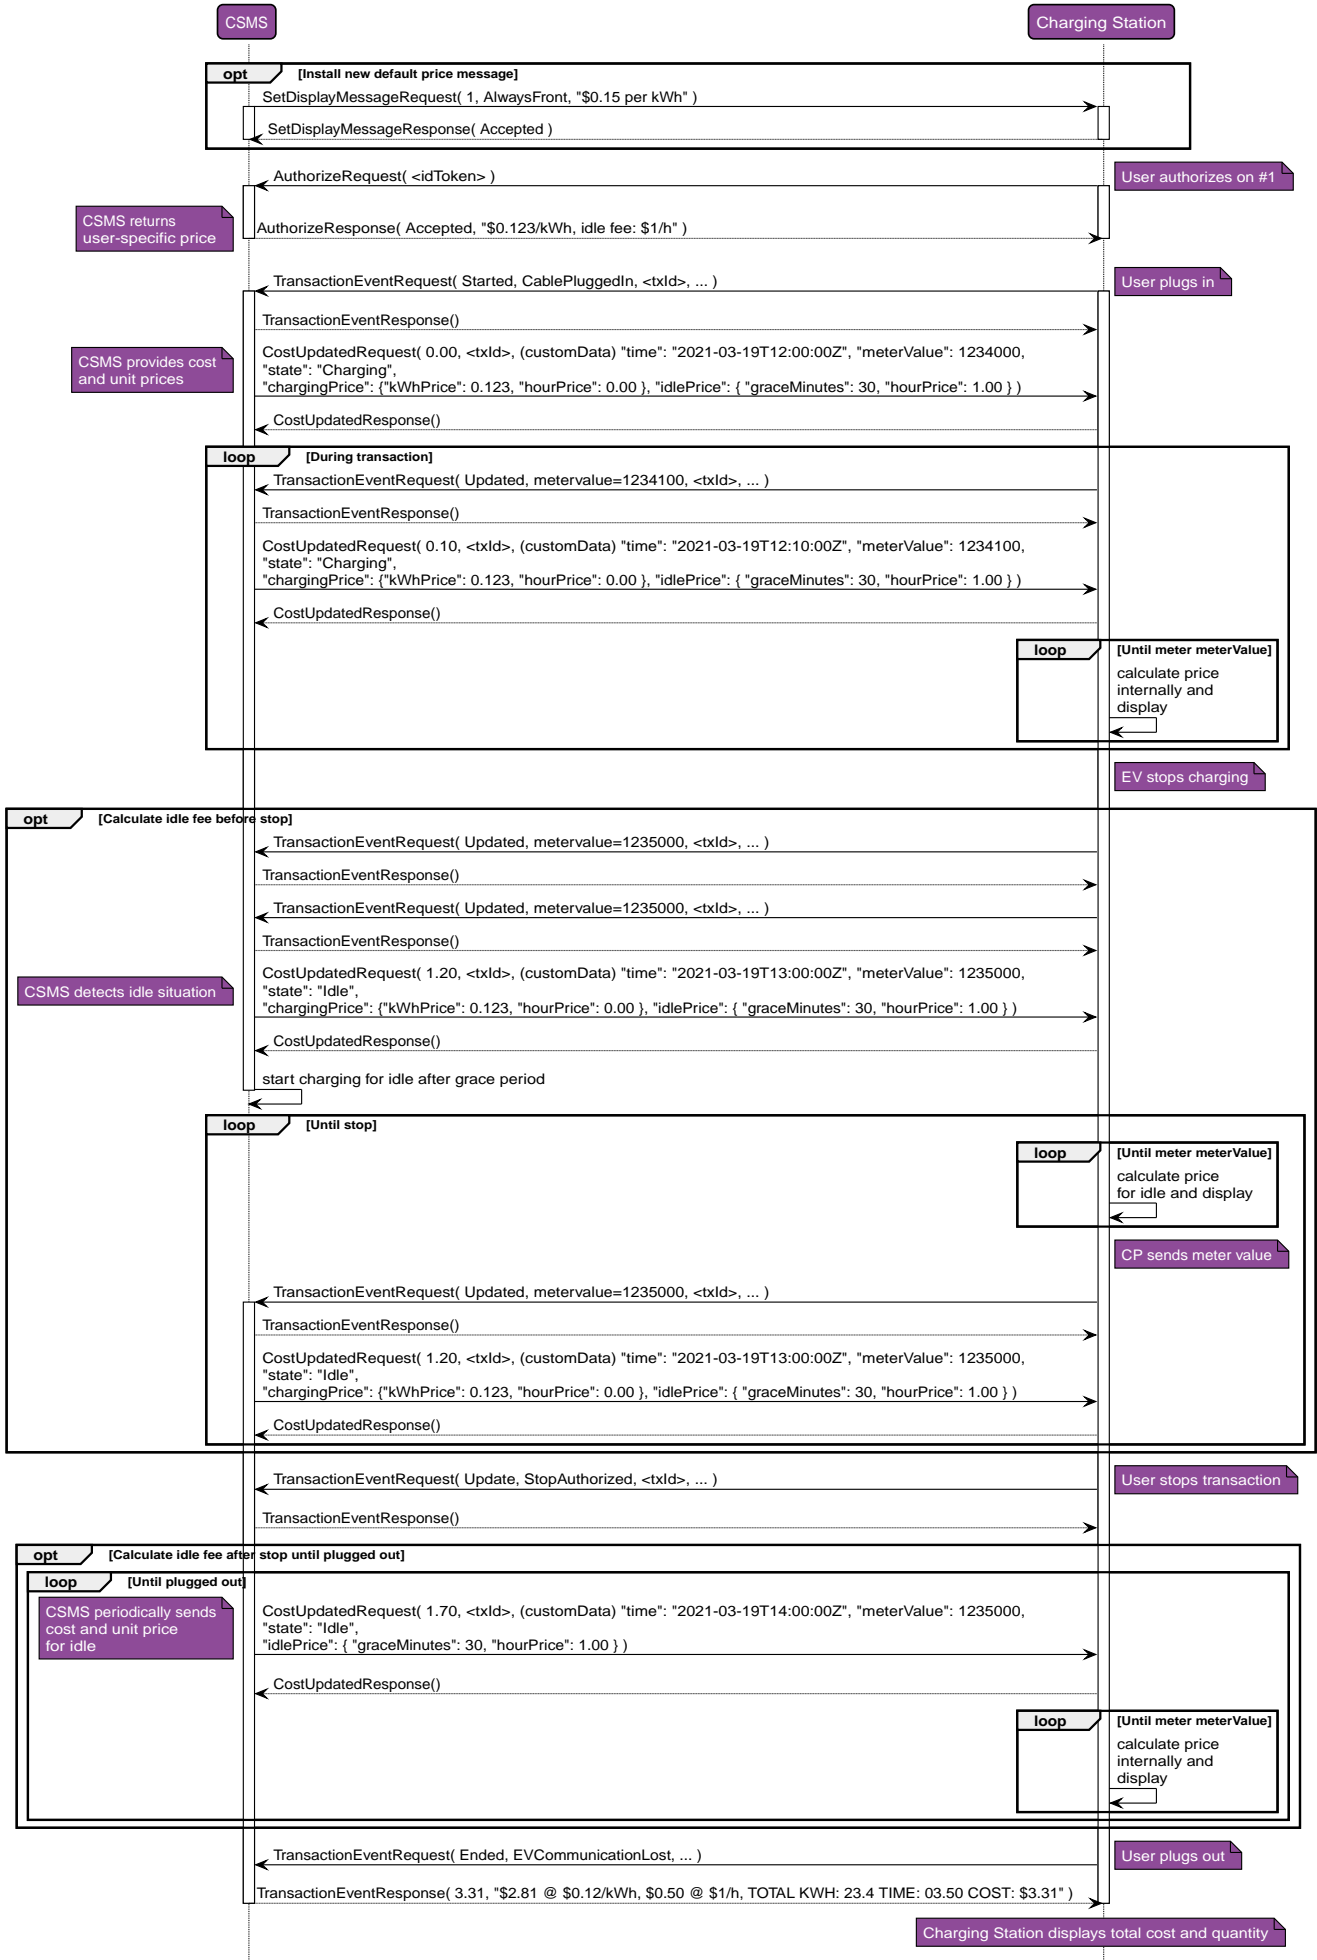 CSMS
Charging Station
opt
[Install new default price message]
SetDisplayMessageRequest( 1, AlwaysFront, "$0.15 per kWh" )
SetDisplayMessageResponse( Accepted )
AuthorizeRequest( <idToken> )
User authorizes on #1
CSMS returns
user-specific price
AuthorizeResponse( Accepted, "$0.123/kWh, idle fee: $1/h" )
TransactionEventRequest( Started, CablePluggedIn, <txId>, ... )
User plugs in
TransactionEventResponse()
CSMS provides cost
and unit prices
CostUpdatedRequest( 0.00, <txId>, (customData) "time": "2021-03-19T12:00:00Z", "meterValue": 1234000,
"state": "Charging",
"chargingPrice": {"kWhPrice": 0.123, "hourPrice": 0.00 }, "idlePrice": { "graceMinutes": 30, "hourPrice": 1.00 } )
CostUpdatedResponse()
loop
[During transaction]
TransactionEventRequest( Updated, metervalue=1234100, <txId>, ... )
TransactionEventResponse()
CostUpdatedRequest( 0.10, <txId>, (customData) "time": "2021-03-19T12:10:00Z", "meterValue": 1234100,
"state": "Charging",
"chargingPrice": {"kWhPrice": 0.123, "hourPrice": 0.00 }, "idlePrice": { "graceMinutes": 30, "hourPrice": 1.00 } )
CostUpdatedResponse()
loop
[Until meter meterValue]
calculate price
internally and
display
EV stops charging
opt
[Calculate idle fee before stop]
TransactionEventRequest( Updated, metervalue=1235000, <txId>, ... )
TransactionEventResponse()
TransactionEventRequest( Updated, metervalue=1235000, <txId>, ... )
TransactionEventResponse()
CSMS detects idle situation
CostUpdatedRequest( 1.20, <txId>, (customData) "time": "2021-03-19T13:00:00Z", "meterValue": 1235000,
"state": "Idle",
"chargingPrice": {"kWhPrice": 0.123, "hourPrice": 0.00 }, "idlePrice": { "graceMinutes": 30, "hourPrice": 1.00 } )
CostUpdatedResponse()
start charging for idle after grace period
loop
[Until stop]
loop
[Until meter meterValue]
calculate price
for idle and display
CP sends meter value
TransactionEventRequest( Updated, metervalue=1235000, <txId>, ... )
TransactionEventResponse()
CostUpdatedRequest( 1.20, <txId>, (customData) "time": "2021-03-19T13:00:00Z", "meterValue": 1235000,
"state": "Idle",
"chargingPrice": {"kWhPrice": 0.123, "hourPrice": 0.00 }, "idlePrice": { "graceMinutes": 30, "hourPrice": 1.00 } )
CostUpdatedResponse()
TransactionEventRequest( Update, StopAuthorized, <txId>, ... )
User stops transaction
TransactionEventResponse()
opt
[Calculate idle fee after stop until plugged out]
loop
[Until plugged out]
CSMS periodically sends
cost and unit price
for idle
CostUpdatedRequest( 1.70, <txId>, (customData) "time": "2021-03-19T14:00:00Z", "meterValue": 1235000,
"state": "Idle",
"idlePrice": { "graceMinutes": 30, "hourPrice": 1.00 } )
CostUpdatedResponse()
loop
[Until meter meterValue]
calculate price
internally and
display
TransactionEventRequest( Ended, EVCommunicationLost, ... )
User plugs out
TransactionEventResponse( 3.31, "$2.81 @ $0.12/kWh, $0.50 @ $1/h, TOTAL KWH: 23.4 TIME: 03.50 COST: $3.31" )
Charging Station displays total cost and quantity